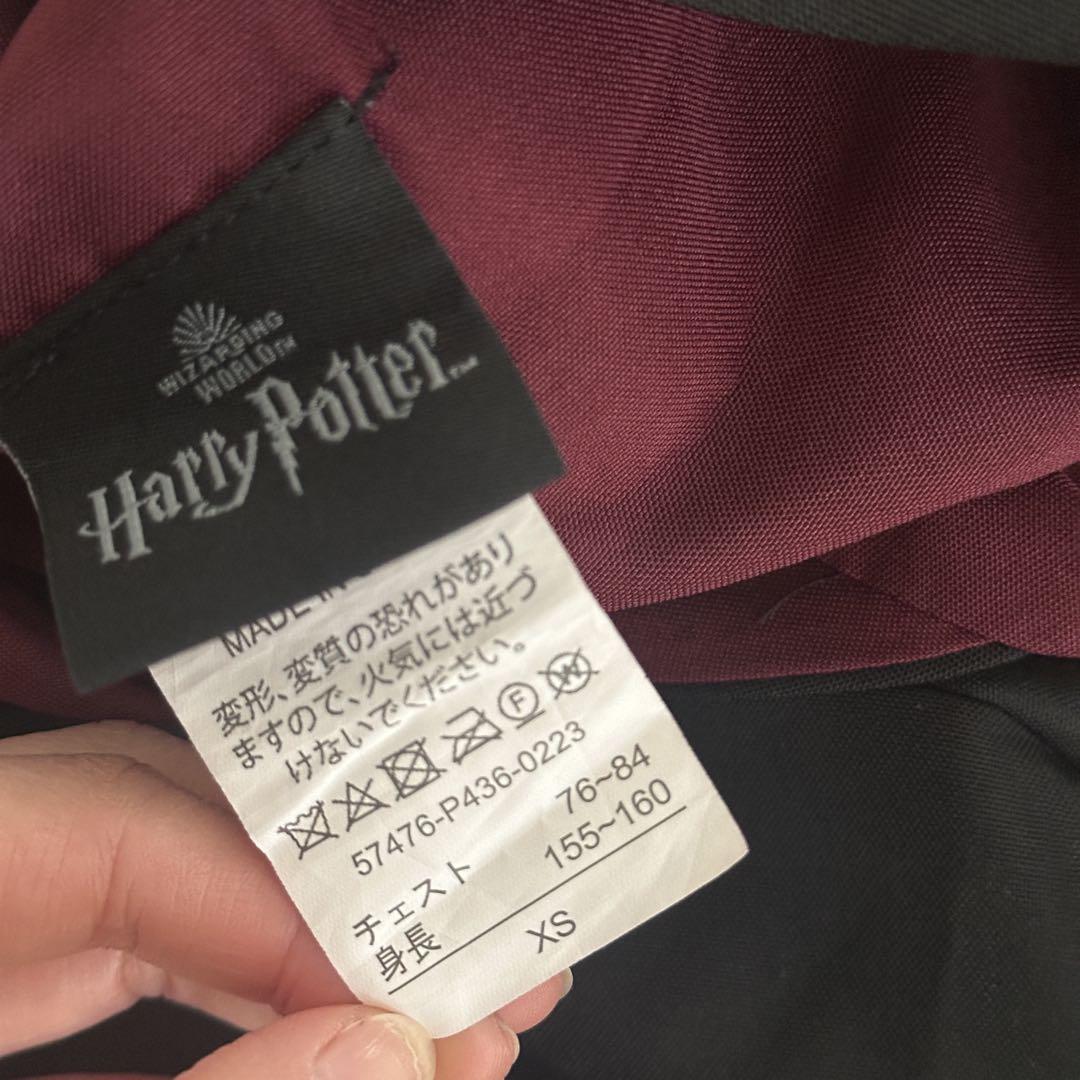 WIZARDING
WORLD™
Harry Potter™
MADE IN
変形、変質の恐れがあり
ますので、火気には近づ
けないでください。
F W
57476-P436-0223
チェスト 76~84
身長 155~160
XS